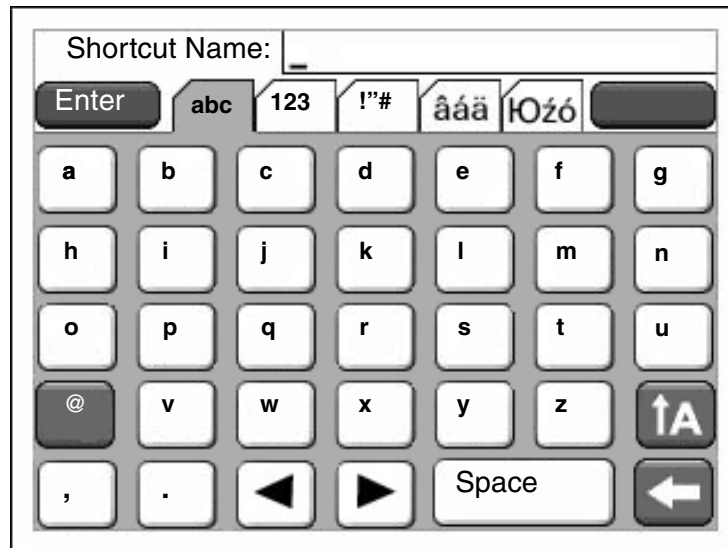 Shortcut Name: _
Enter abc 123 !”# âáä Юźó
a b c d e f g
h i j k l m n
o p q r s t u
@ v w x y z ↑A
, . ◀ ▶ Space ←